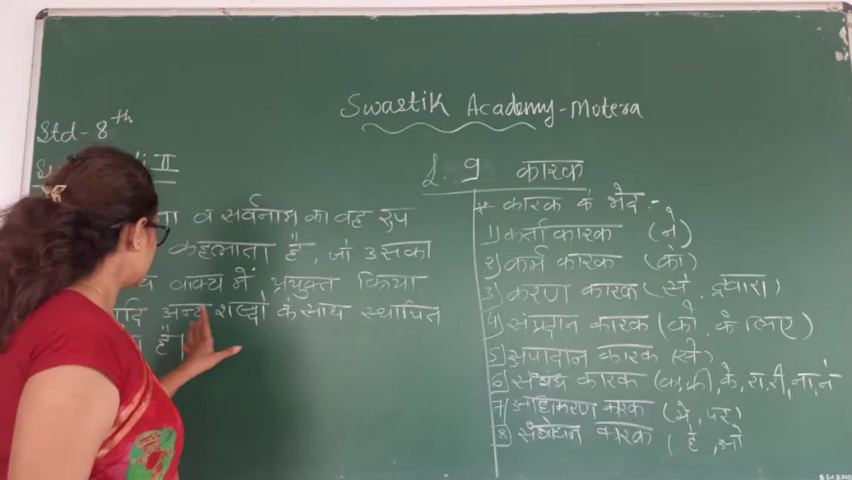 Swastik Academy-Motera
Std-8th
II
L. 9 कारक
व सर्वनाम का वह रुप
कहलाता है, जो उसका
वाक्य में प्रयुक्त किया
अन्य शब्दो के साथ स्थापित
है।
* कारक के भेद :-
1) कर्ता कारक (ने)
2) कर्म कारक (को)
3) करण कारक (से, द्वारा)
4) संप्रदान कारक (को, के लिए)
5) अपादान कारक (से)
6) संबंध कारक (का, की, के, रा, री, ना, ने
7) अधिकरण कारक (मे, पर)
8) संबोधन कारक (हे, ओ